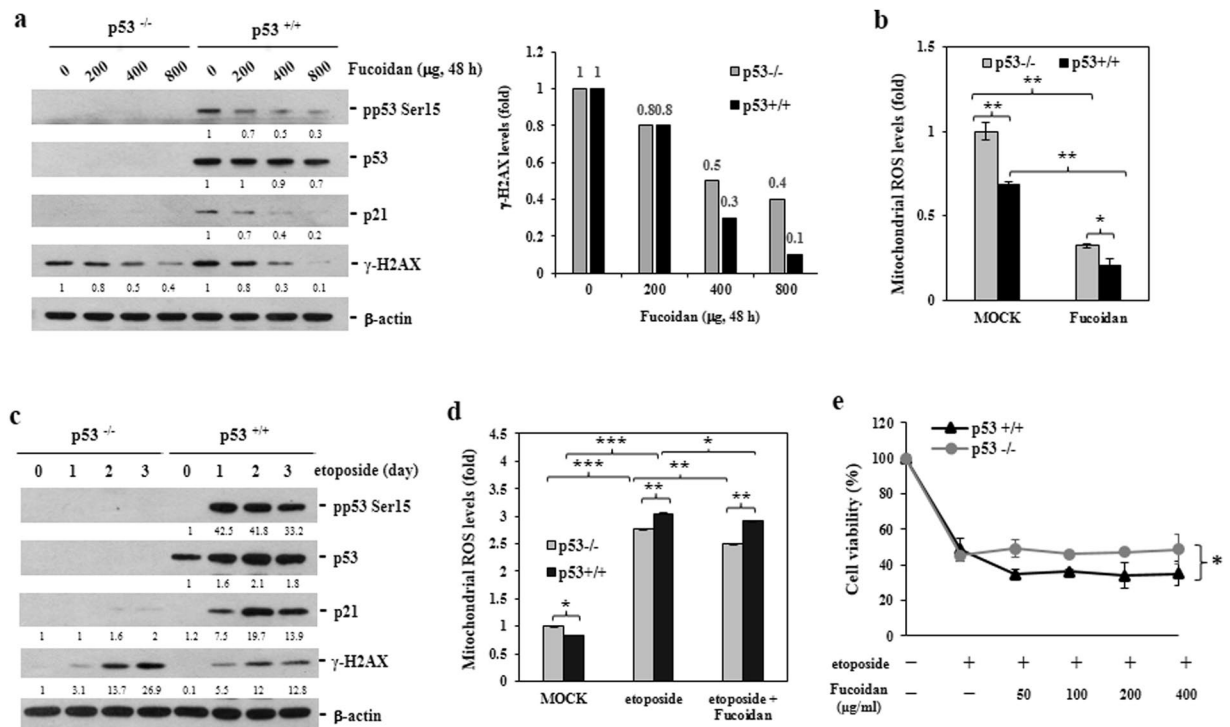 a
p53 -/- p53 +/+
0 200 400 800 0 200 400 800 Fucoidan (μg, 48 h)
pp53 Ser15
1 0.7 0.5 0.3
p53
1 1 0.9 0.7
p21
1 0.7 0.4 0.2
γ-H2AX
1 0.8 0.5 0.4 1 0.8 0.3 0.1
β-actin
γ-H2AX levels (fold)
1.2
1
0.8
0.6
0.4
0.2
0
p53-/-
p53+/+
1 1
0.8 0.8
0.5
0.3
0.4
0.1
0 200 400 800
Fucoidan (μg, 48 h)
b
Mitochondrial ROS levels (fold)
1.5
1
0.5
0
p53-/- p53+/+
**
**
**
*
MOCK Fucoidan
c
p53 -/- p53 +/+
0 1 2 3 0 1 2 3 etoposide (day)
pp53 Ser15
1 42.5 41.8 33.2
p53
1 1.6 2.1 1.8
p21
1 1 1.6 2 1.2 7.5 19.7 13.9
γ-H2AX
1 3.1 13.7 26.9 0.1 5.5 12 12.8
β-actin
d
Mitochondrial ROS levels (fold)
4.5
4
3.5
3
2.5
2
1.5
1
0.5
0
p53-/-
p53+/+
*** *
*** **
** **
*
MOCK etoposide etoposide +
Fucoidan
e
Cell viability (%)
120
100
80
60
40
20
0
p53 +/+
p53 -/-
*
etoposide − + + + + +
Fucoidan − − 50 100 200 400
(μg/ml)